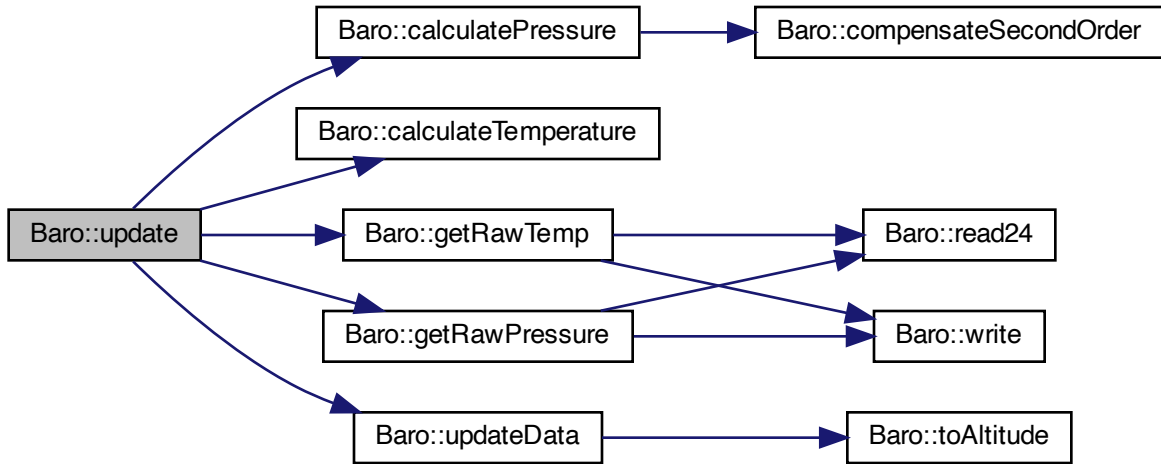 Baro::calculatePressure
Baro::compensateSecondOrder
Baro::calculateTemperature
Baro::update
Baro::getRawTemp
Baro::read24
Baro::getRawPressure
Baro::write
Baro::updateData
Baro::toAltitude